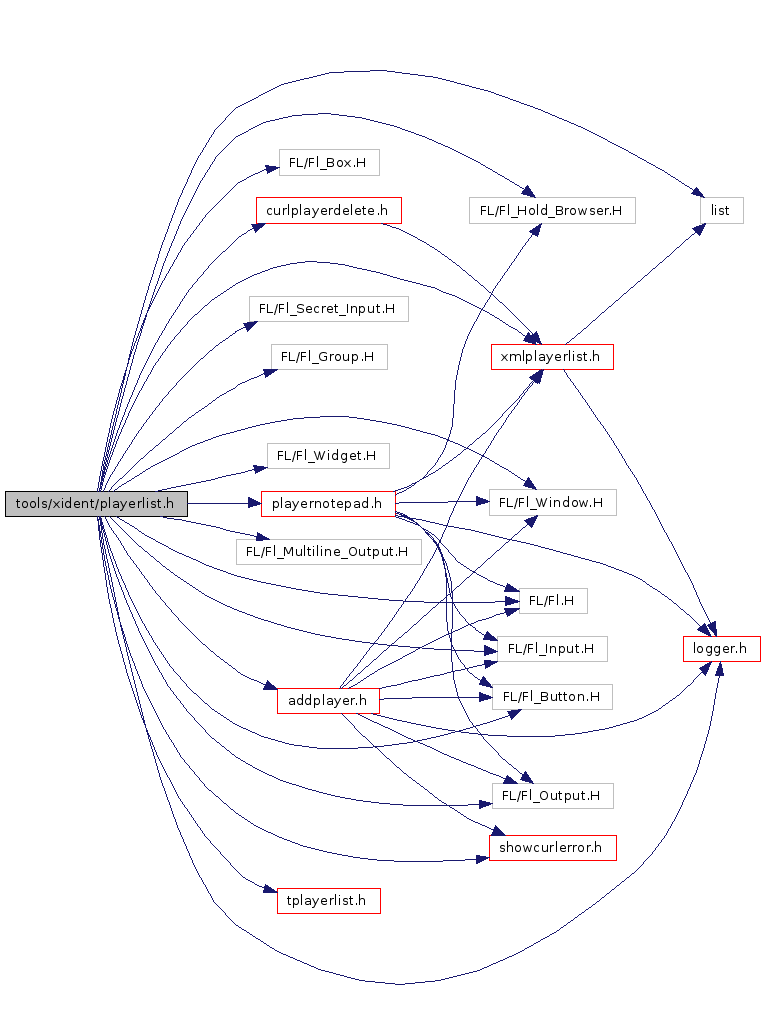 FL/Fl_Box.H
curlplayerdelete.h
FL/Fl_Hold_Browser.H
list
FL/Fl_Secret_Input.H
FL/Fl_Group.H
xmlplayerlist.h
FL/Fl_Widget.H
tools/xident/playerlist.h
playernotepad.h
FL/Fl_Window.H
FL/Fl_Multiline_Output.H
FL/Fl.H
FL/Fl_Input.H
logger.h
addplayer.h
FL/Fl_Button.H
FL/Fl_Output.H
showcurlerror.h
tplayerlist.h